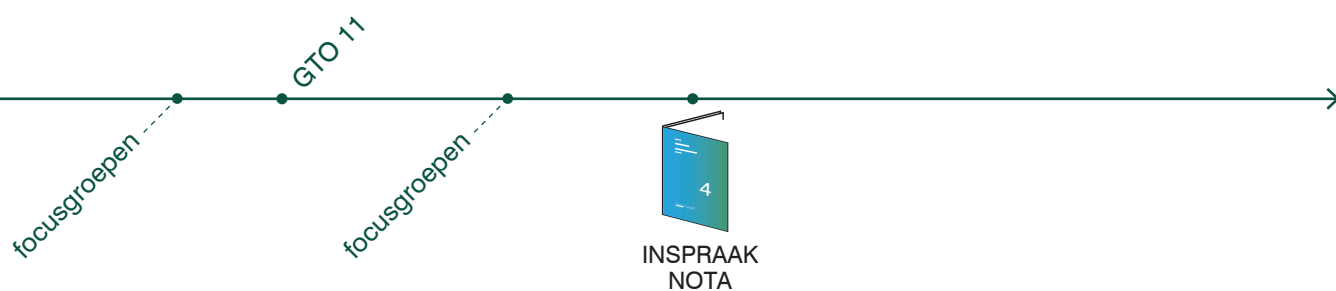 GTO 11
focusgroepen
focusgroepen
4
INSPRAAK
NOTA